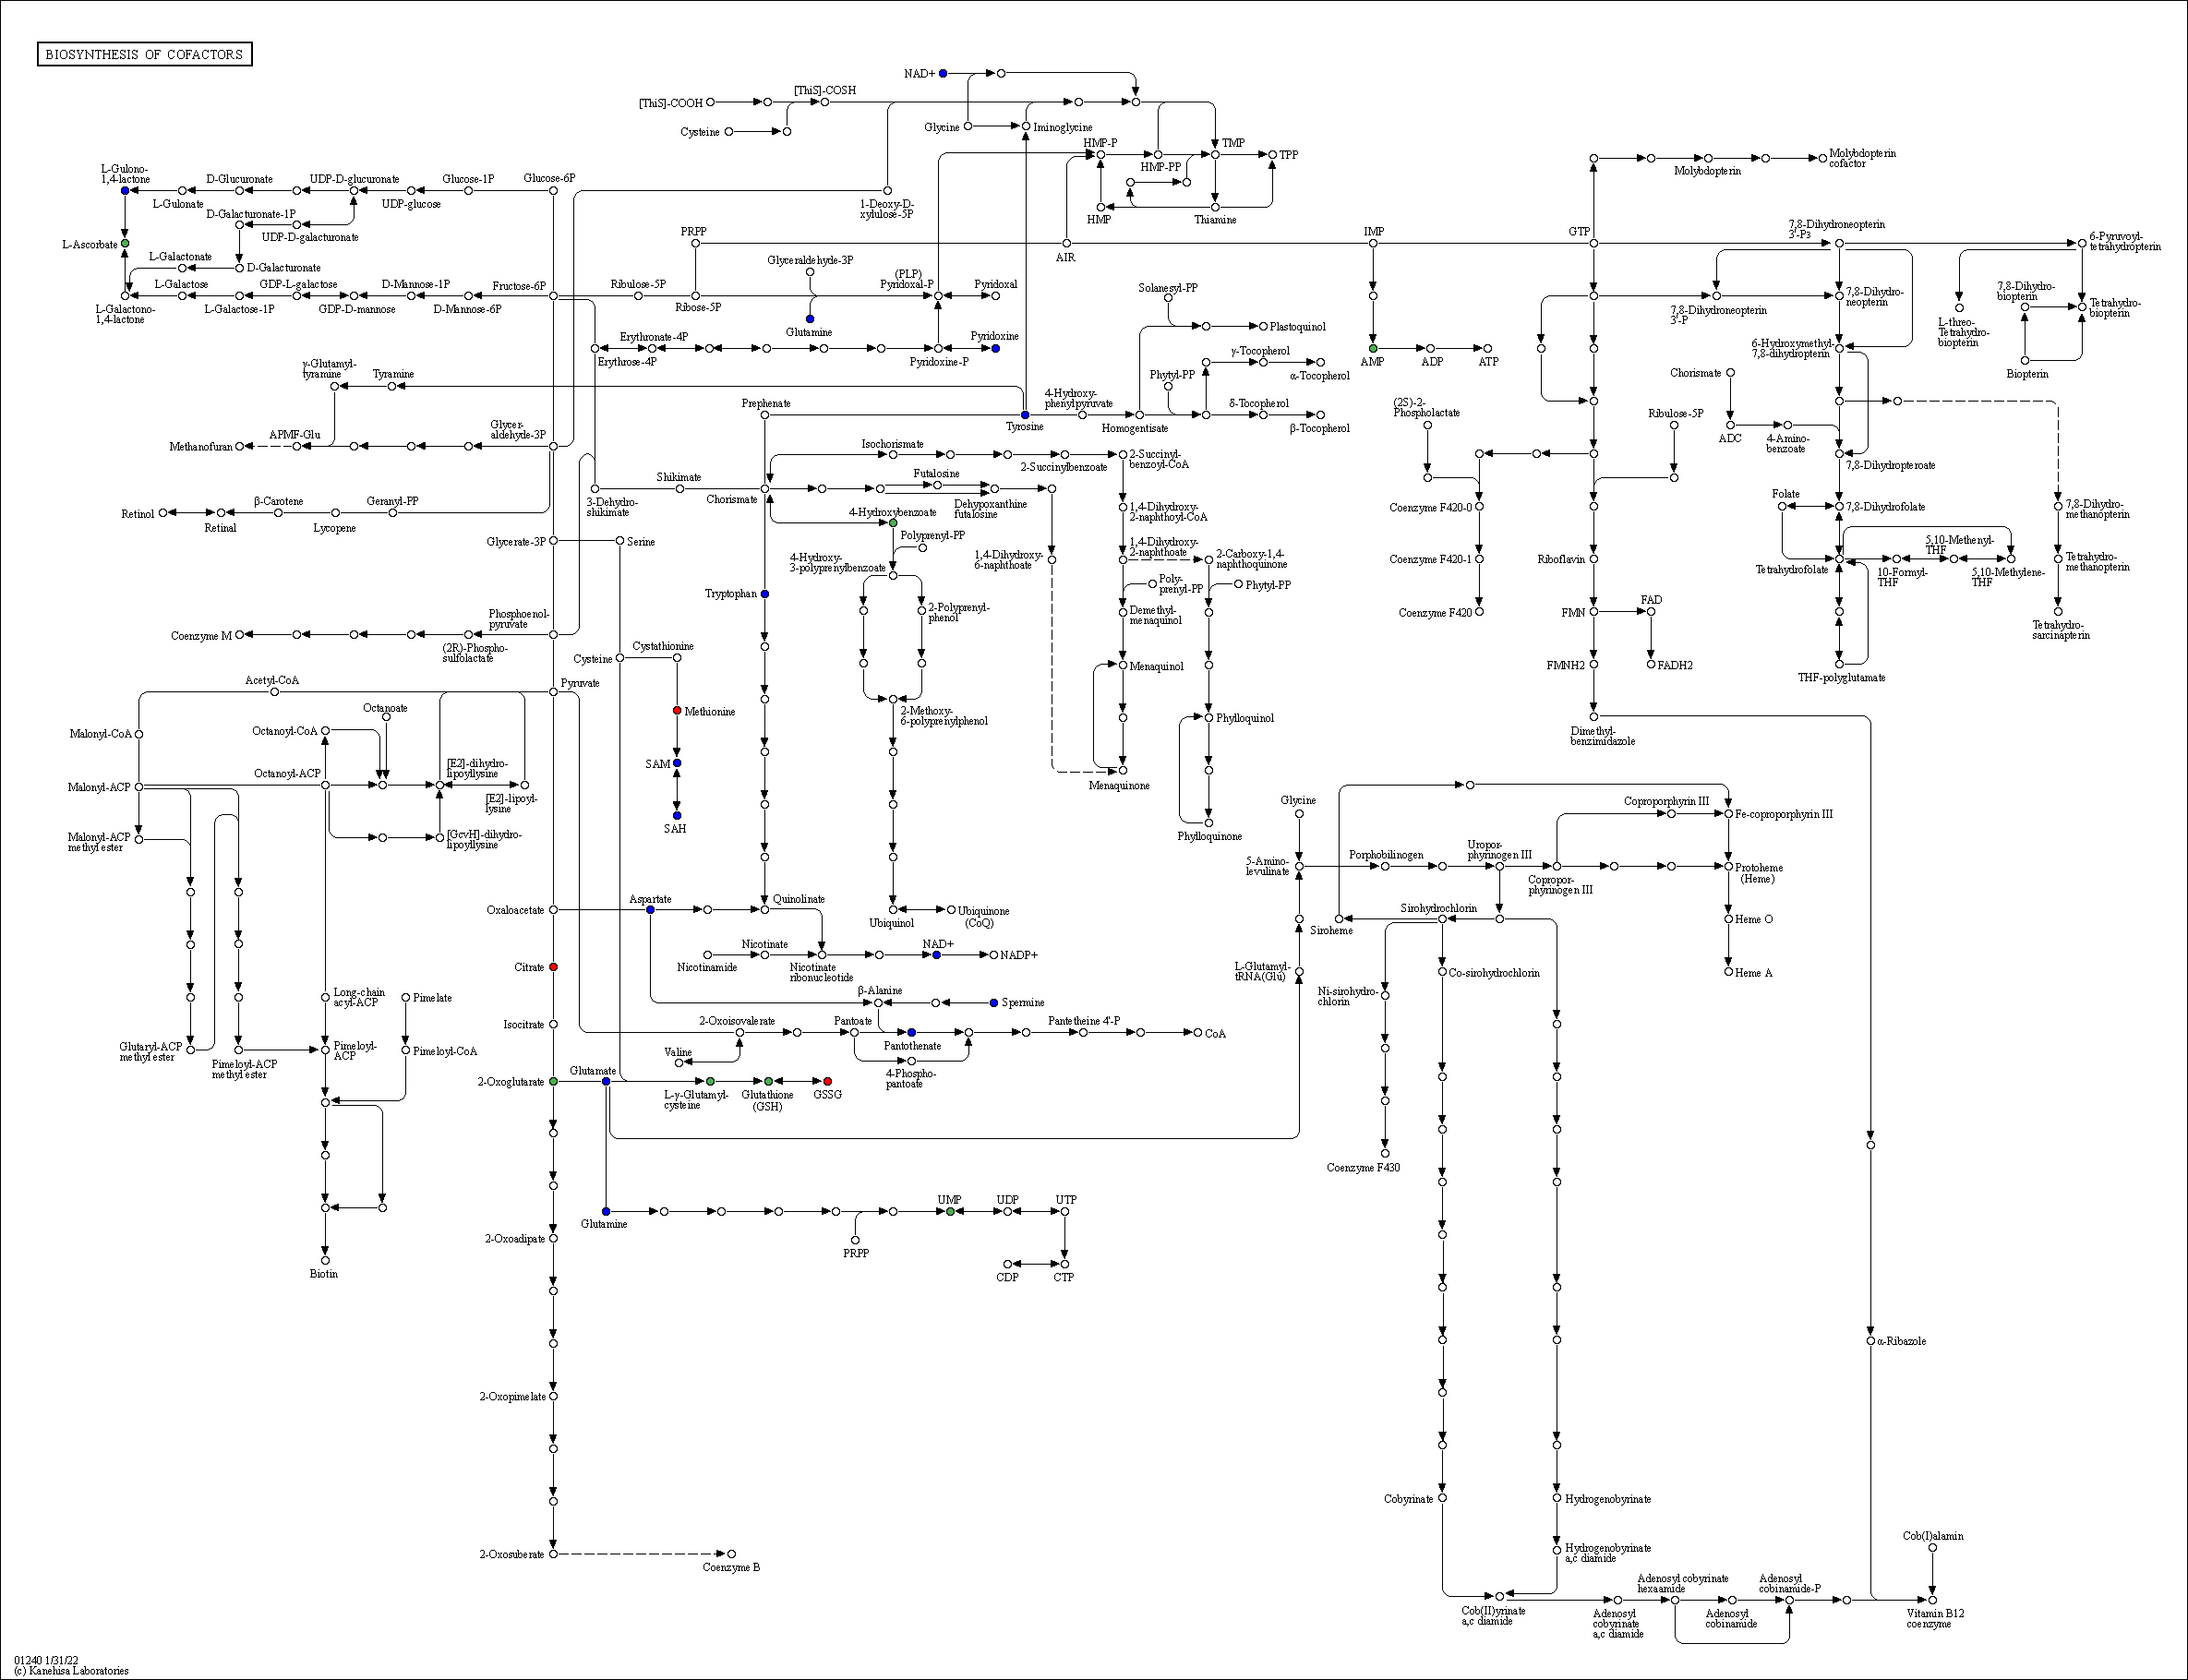 BIOSYNTHESIS OF COFACTORS
NAD+
[ThiS]-COSH
[ThiS]-COOH
Cysteine
Glycine
Iminoglycine
HMP-P
TMP
TPP
HMP-PP
HMP
Thiamine
Molybdopterin
cofactor
Molybdopterin
L-Gulono-
1,4-lactone
D-Glucuronate
UDP-D-glucuronate
Glucose-1P
Glucose-6P
L-Gulonate
UDP-glucose
1-Deoxy-D-
xylulose-5P
D-Galacturonate-1P
UDP-D-galacturonate
L-Ascorbate
PRPP
AIR
IMP
GTP
7,8-Dihydroneopterin
3'-P3
6-Pyruvoyl-
tetrahydropterin
L-Galactonate
D-Galacturonate
Glyceraldehyde-3P
(PLP)
Pyridoxal-P
Pyridoxal
L-Galactose
GDP-L-galactose
D-Mannose-1P
Fructose-6P
Ribulose-5P
Ribose-5P
L-Galactono-
1,4-lactone
L-Galactose-1P
GDP-D-mannose
D-Mannose-6P
Solanesyl-PP
Plastoquinol
7,8-Dihydro-
neopterin
7,8-Dihydroneopterin
3'-P
7,8-Dihydro-
biopterin
Tetrahydro-
biopterin
L-threo-
Tetrahydro-
biopterin
Biopterin
Glutamine
Erythronate-4P
Erythrose-4P
Pyridoxine-P
Pyridoxine
γ-Tocopherol
α-Tocopherol
AMP
ADP
ATP
6-Hydroxymethyl-
7,8-dihydropterin
γ-Glutamyl-
tyramine
Tyramine
Phytyl-PP
Chorismate
Prephenate
4-Hydroxy-
phenylpyruvate
δ-Tocopherol
Tyrosine
Homogentisate
β-Tocopherol
(2S)-2-
Phospholactate
Ribulose-5P
ADC
4-Amino-
benzoate
Methanofuran
APMF-Glu
Glycer-
aldehyde-3P
Isochorismate
2-Succinylbenzoate
2-Succinyl-
benzoyl-CoA
7,8-Dihydropteroate
Shikimate
3-Dehydro-
shikimate
Chorismate
Futalosine
Dehypoxanthine
futalosine
Folate
7,8-Dihydrofolate
7,8-Dihydro-
methanopterin
Retinol
Retinal
β-Carotene
Lycopene
Geranyl-PP
4-Hydroxybenzoate
1,4-Dihydroxy-
2-naphthoyl-CoA
Coenzyme F420-0
Glycerate-3P
Serine
Polyprenyl-PP
4-Hydroxy-
3-polyprenylbenzoate
1,4-Dihydroxy-
6-naphthoate
1,4-Dihydroxy-
2-naphthoate
2-Carboxy-1,4-
naphthoquinone
Coenzyme F420-1
Riboflavin
Tetrahydrofolate
10-Formyl-
THF
5,10-Methenyl-
THF
5,10-Methylene-
THF
Tetrahydro-
methanopterin
Tryptophan
Poly-
prenyl-PP
Phytyl-PP
2-Polyprenyl-
phenol
Demethyl-
menaquinol
Coenzyme F420
FMN
FAD
Tetrahydro-
sarcinapterin
Coenzyme M
Phosphoenol-
pyruvate
(2R)-Phospho-
sulfolactate
Cysteine
Cystathionine
Menaquinol
FMNH2
FADH2
THF-polyglutamate
Acetyl-CoA
Pyruvate
Methionine
2-Methoxy-
6-polyprenylphenol
Phylloquinol
Dimethyl-
benzimidazole
Malonyl-CoA
Octanoyl-CoA
Octanoate
SAM
Octanoyl-ACP
[E2]-dihydro-
lipoyllysine
[E2]-lipoyl-
lysine
Malonyl-ACP
Menaquinone
SAH
Malonyl-ACP
methyl ester
[GcvH]-dihydro-
lipoyllysine
Phylloquinone
Glycine
Coproporphyrin III
Fe-coproporphyrin III
5-Amino-
levulinate
Porphobilinogen
Uropor-
phyrinogen III
Copropor-
phyrinogen III
Protoheme
(Heme)
Oxaloacetate
Aspartate
Quinolinate
Ubiquinol
Ubiquinone
(CoQ)
Siroheme
Sirohydrochlorin
Heme O
Nicotinamide
Nicotinate
Nicotinate
ribonucleotide
NAD+
NADP+
Citrate
L-Glutamyl-
tRNA(Glu)
Co-sirohydrochlorin
Heme A
Long-chain
acyl-ACP
Pimelate
β-Alanine
Spermine
Ni-sirohydro-
chlorin
Isocitrate
2-Oxoisovalerate
Pantoate
Pantothenate
Pantetheine 4'-P
CoA
Glutaryl-ACP
methyl ester
Pimeloyl-ACP
methyl ester
Pimeloyl-
ACP
Pimeloyl-CoA
Valine
4-Phospho-
pantoate
2-Oxoglutarate
Glutamate
L-γ-Glutamyl-
cysteine
Glutathione
(GSH)
GSSG
Coenzyme F430
Glutamine
PRPP
UMP
UDP
UTP
CDP
CTP
2-Oxoadipate
Biotin
α-Ribazole
2-Oxopimelate
Cobyrinate
Hydrogenobyrinate
2-Oxosuberate
Coenzyme B
Hydrogenobyrinate
a,c diamide
Cob(I)alamin
Cob(II)yrinate
a,c diamide
Adenosyl
cobyrinate
a,c diamide
Adenosyl cobyrinate
hexaamide
Adenosyl
cobinamide
Adenosyl
cobinamide-P
Vitamin B12
coenzyme
01240 1/31/22
(c) Kanehisa Laboratories